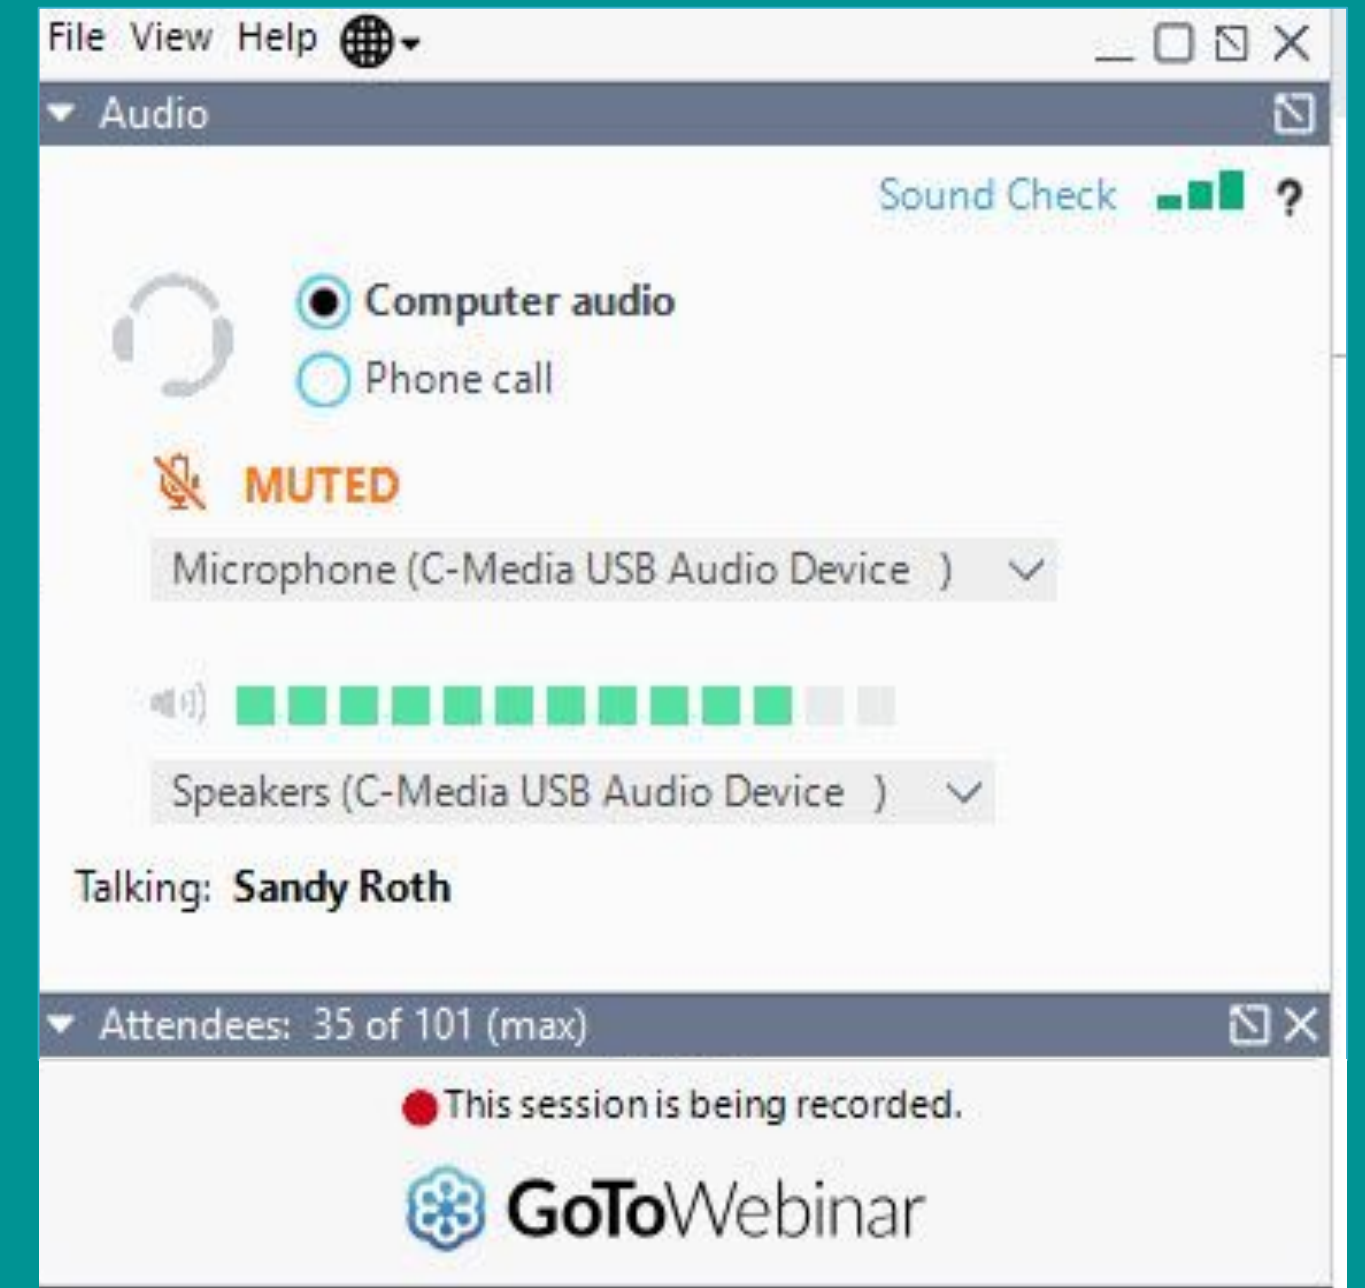 File View Help
Audio
Sound Check ?
Computer audio
Phone call
MUTED
Microphone (C-Media USB Audio Device )
Speakers (C-Media USB Audio Device )
Talking: Sandy Roth
Attendees: 35 of 101 (max)
This session is being recorded.
GoToWebinar